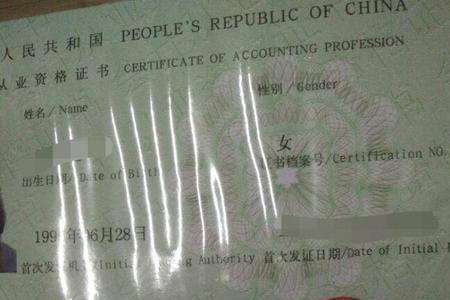 人民共和国 PEOPLE'S REPUBLIC OF CHINA
从业资格证书 CERTIFICATE OF ACCOUNTING PROFESSION
姓名/Name
性别/Gender
女
出生日期/Date of Birth
证书档案号/Certification NO.
06月28日
首次发证机关/Initial Issuing Authority 首次发证日期/Date of Initial